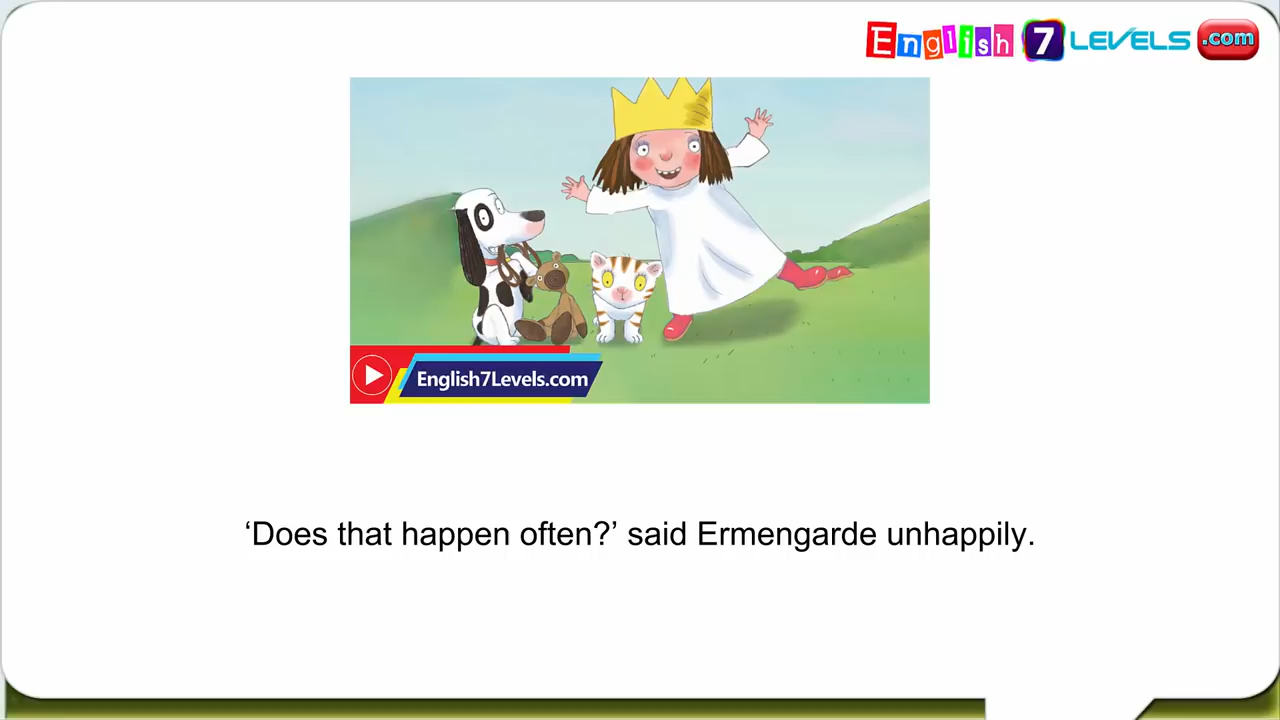 English 7 LEVELS .com
English7Levels.com
‘Does that happen often?’ said Ermengarde unhappily.